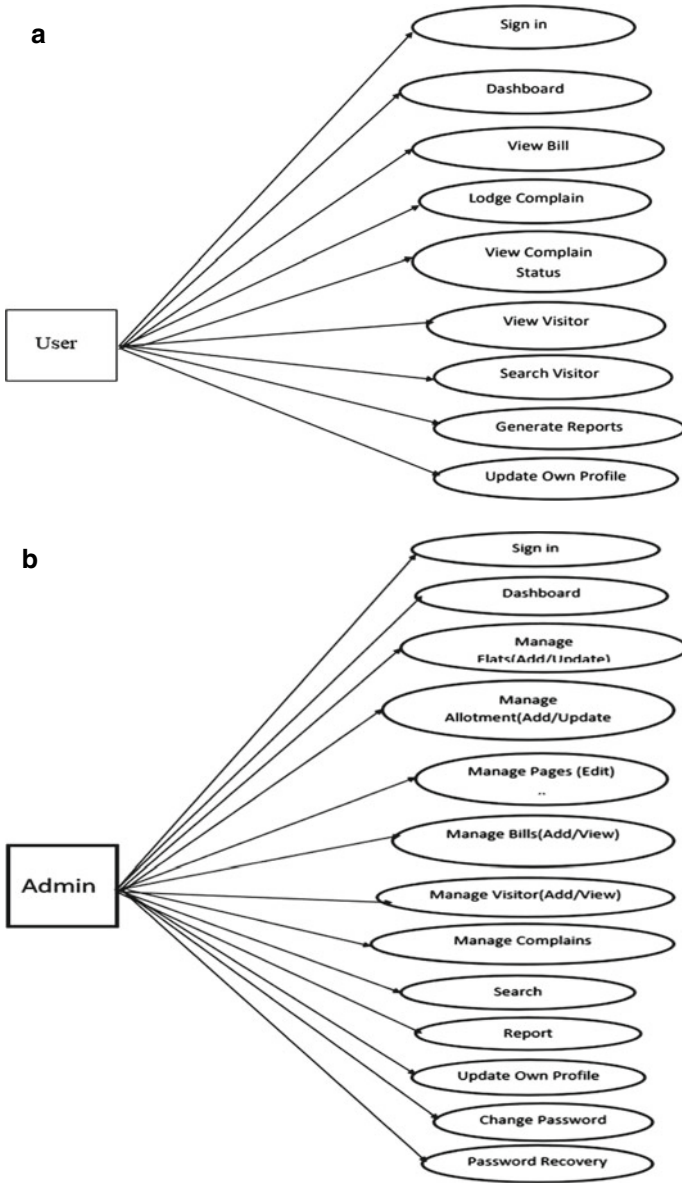 a
Sign in
Dashboard
View Bill
Lodge Complain
View Complain
Status
User
View Visitor
Search Visitor
Generate Reports
Update Own Profile
b
Sign in
Dashboard
Manage
Flats(Add/Update)
Manage
Allotment(Add/Update
Manage Pages (Edit)
..
Manage Bills(Add/View)
Admin
Manage Visitor(Add/View)
Manage Complains
Search
Report
Update Own Profile
Change Password
Password Recovery